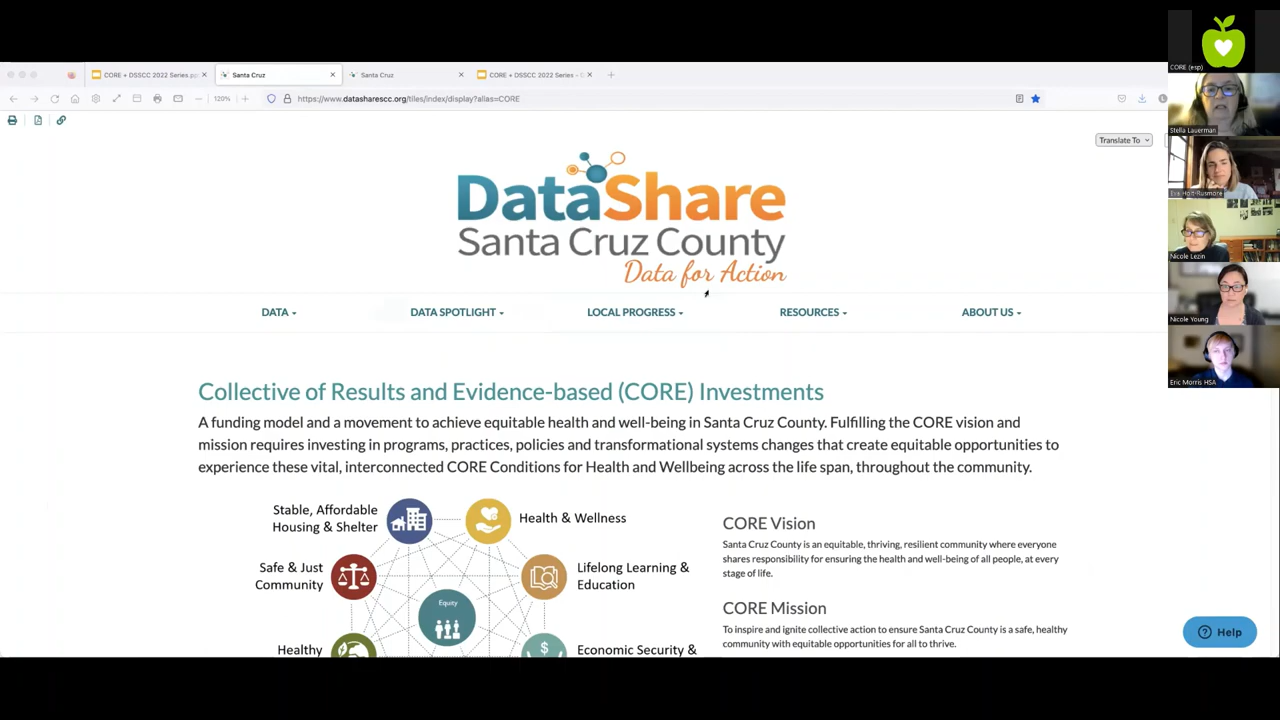 CORE + DSSCC 2022 Series.pp
Santa Cruz
Santa Cruz
CORE + DSSCC 2022 Series - D
120%
https://www.datasharescc.org/tiles/index/display?alias=CORE
Translate To
DataShare
Santa Cruz County
Data for Action
DATA
DATA SPOTLIGHT
LOCAL PROGRESS
RESOURCES
ABOUT US
Collective of Results and Evidence-based (CORE) Investments
A funding model and a movement to achieve equitable health and well-being in Santa Cruz County. Fulfilling the CORE vision and
mission requires investing in programs, practices, policies and transformational systems changes that create equitable opportunities to
experience these vital, interconnected CORE Conditions for Health and Wellbeing across the life span, throughout the community.
Stable, Affordable
Housing & Shelter
Health & Wellness
Safe & Just
Community
Lifelong Learning &
Education
Equity
Healthy
Economic Security &
CORE Vision
Santa Cruz County is an equitable, thriving, resilient community where everyone
shares responsibility for ensuring the health and well-being of all people, at every
stage of life.
CORE Mission
To inspire and ignite collective action to ensure Santa Cruz County is a safe, healthy
community with equitable opportunities for all to thrive.
Help
CORE (esp)
Stella Lauerman
Nicole Lezin
Nicole Young
Eric Morris HSA